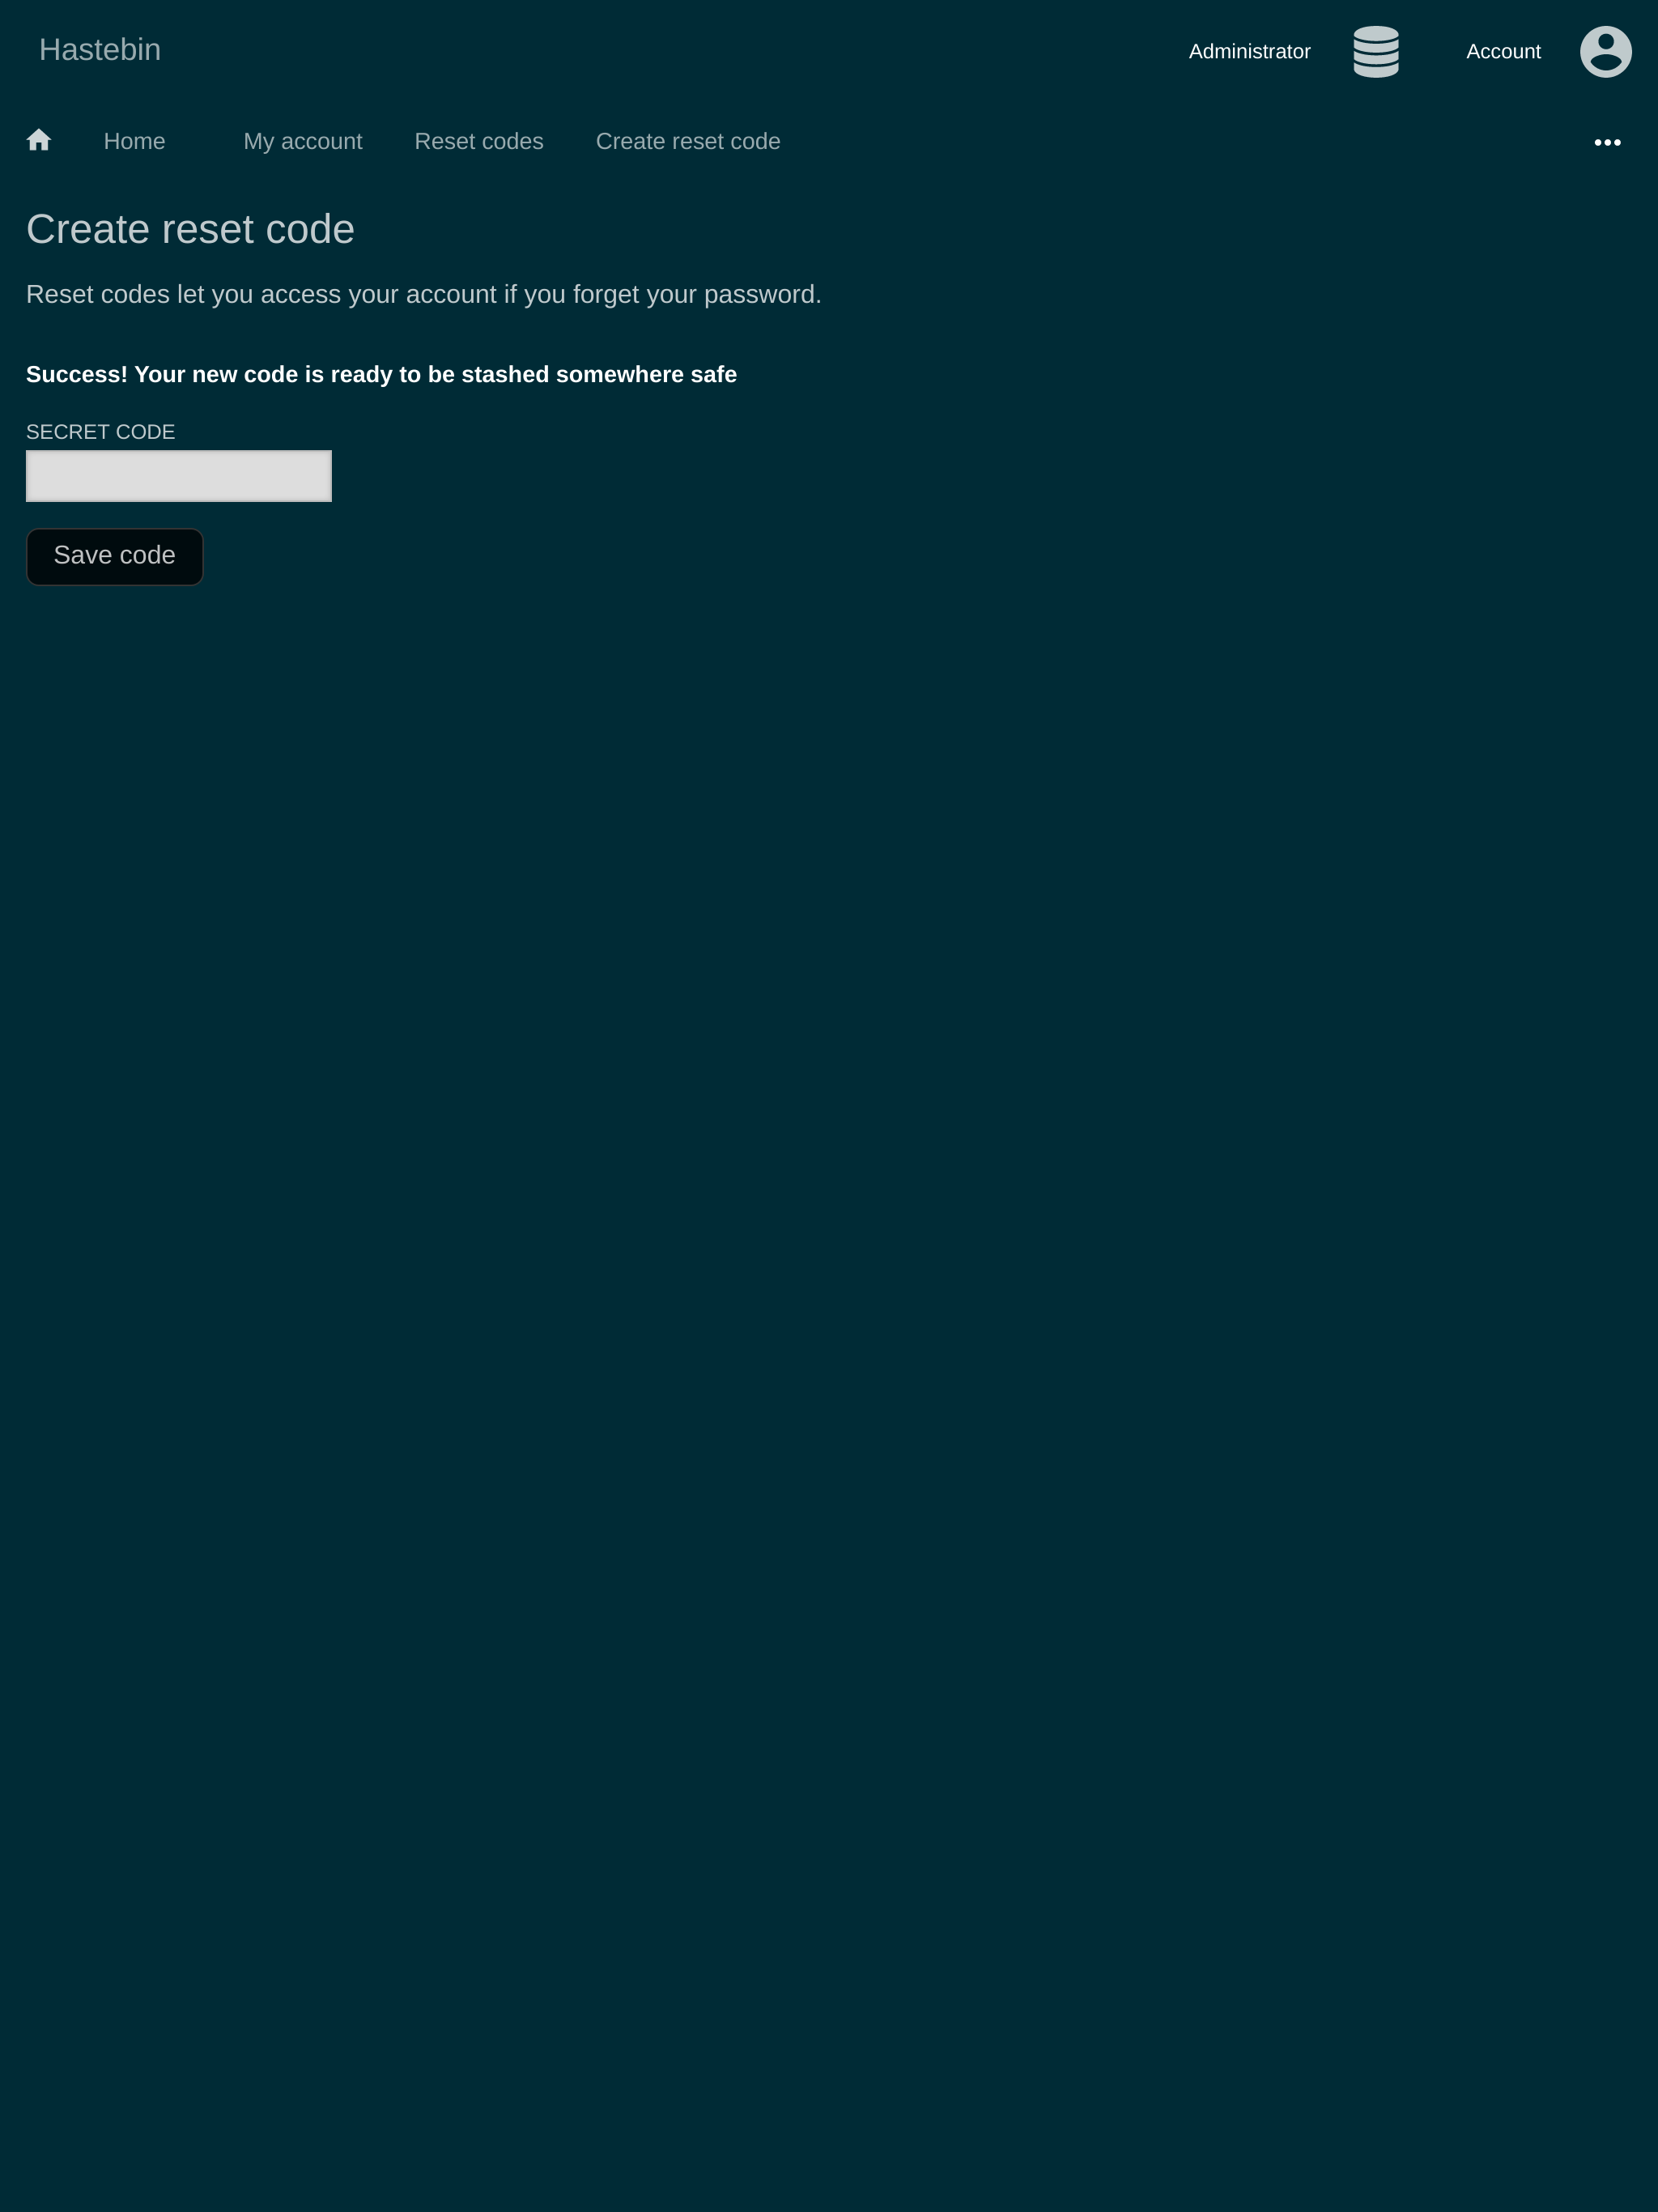 Hastebin
Administrator
Account
Home
My account
Reset codes
Create reset code
Create reset code
Reset codes let you access your account if you forget your password.
Success! Your new code is ready to be stashed somewhere safe
SECRET CODE
Save code